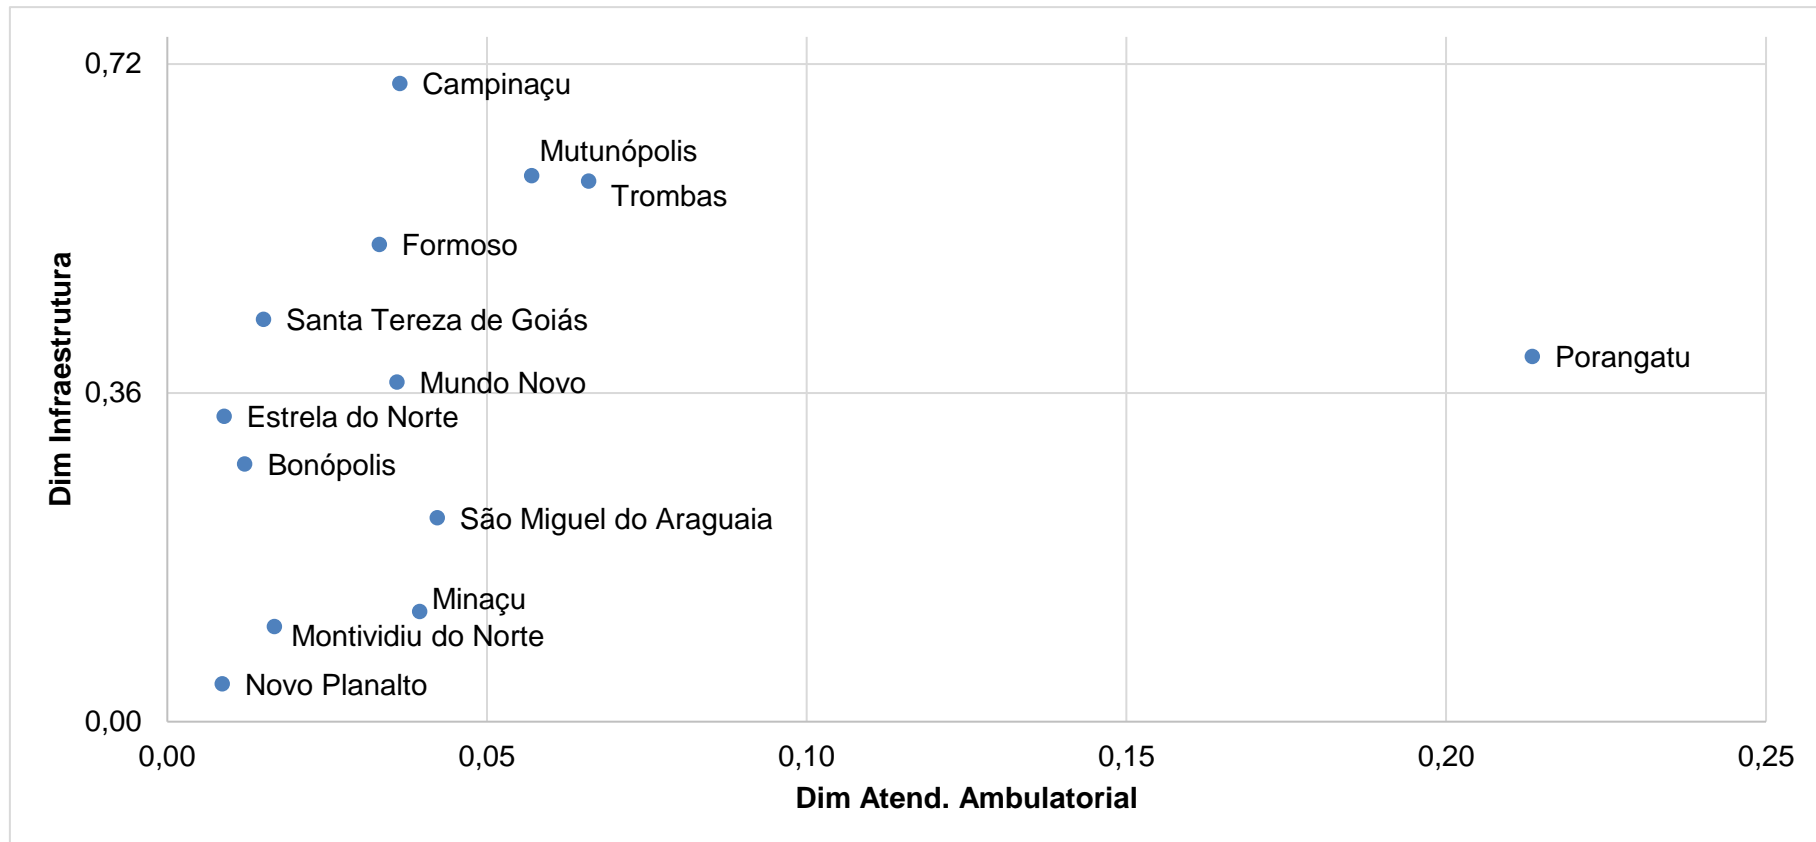 0,72
Campinaçu
Mutunópolis
Trombas
Formoso
Santa Tereza de Goiás
Porangatu
Mundo Novo
0,36
Estrela do Norte
Bonópolis
São Miguel do Araguaia
Minaçu
Montividiu do Norte
Novo Planalto
0,00
Dim Infraestrutura
0,00 0,05 0,10 0,15 0,20 0,25
Dim Atend. Ambulatorial